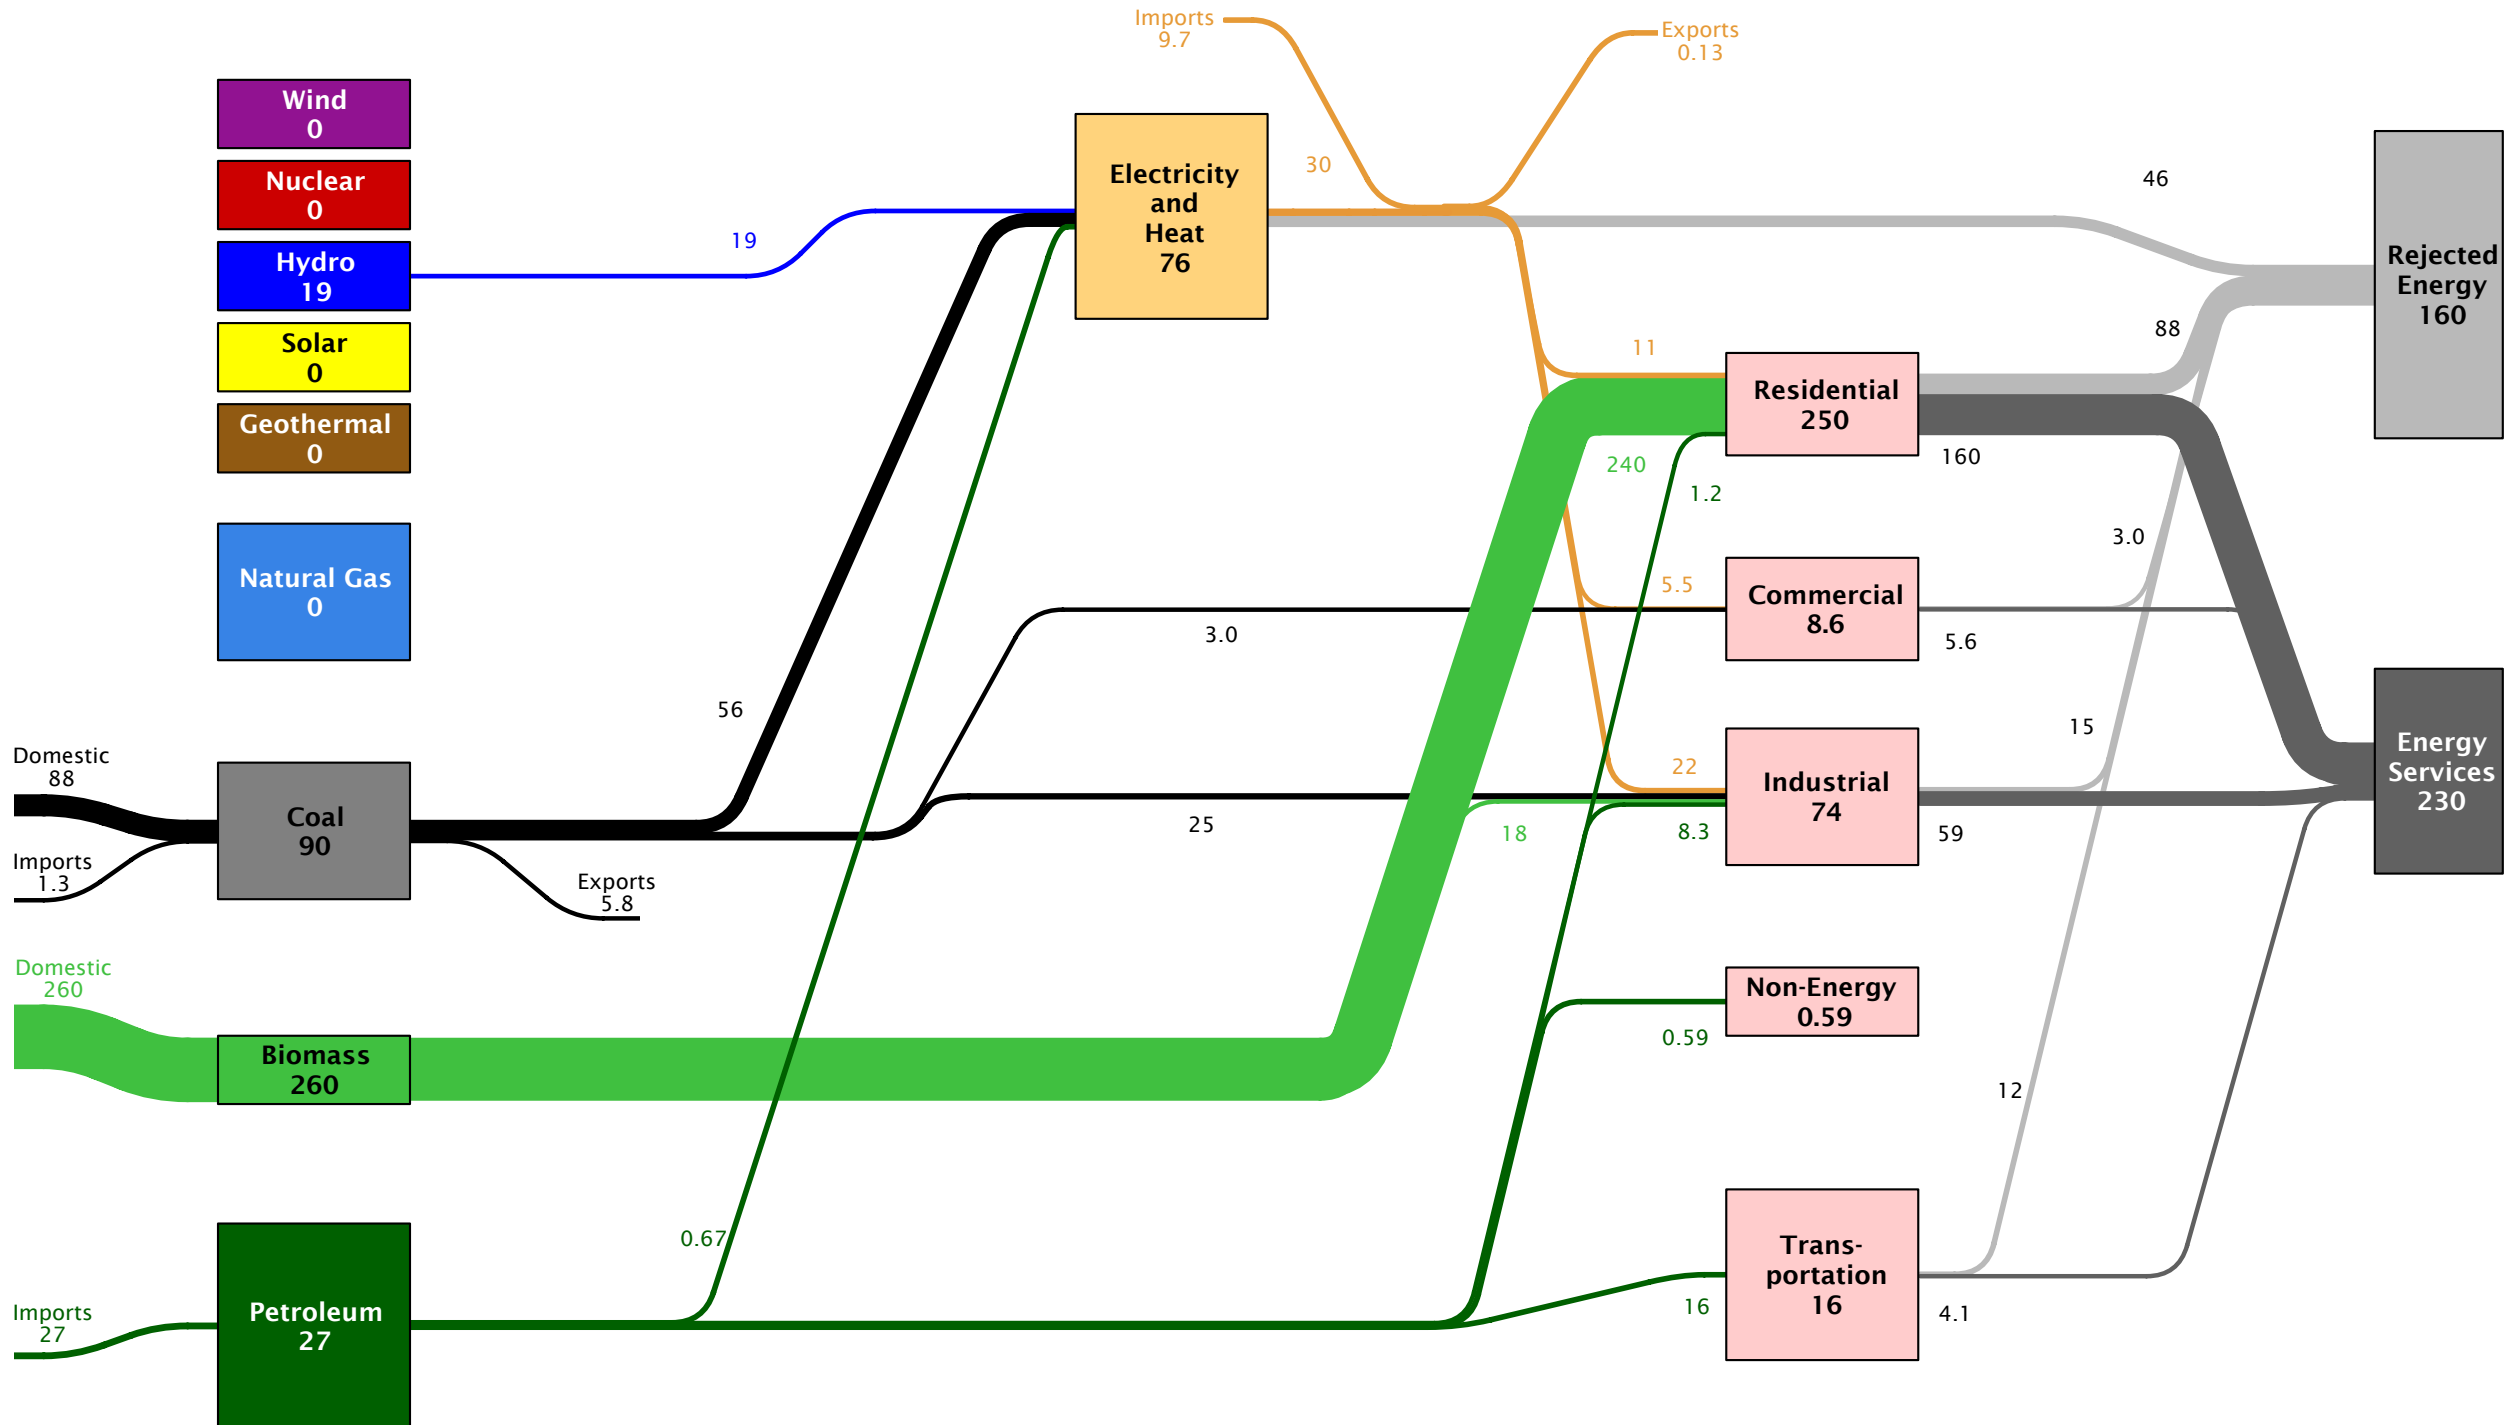 Imports
9.7
Exports
0.13
Wind
0
Nuclear
0
Hydro
19
Solar
0
Geothermal
0
Natural Gas
0
19
Electricity
and
Heat
76
30
46
Rejected
Energy
160
88
11
Residential
250
240
1.2
160
3.0
5.5
Commercial
8.6
5.6
3.0
56
Domestic
88
Imports
1.3
Coal
90
Exports
5.8
25
22
18
8.3
Industrial
74
15
59
Energy
Services
230
Domestic
260
Biomass
260
Non-Energy
0.59
0.59
12
0.67
Imports
27
Petroleum
27
16
Trans-
portation
16
4.1